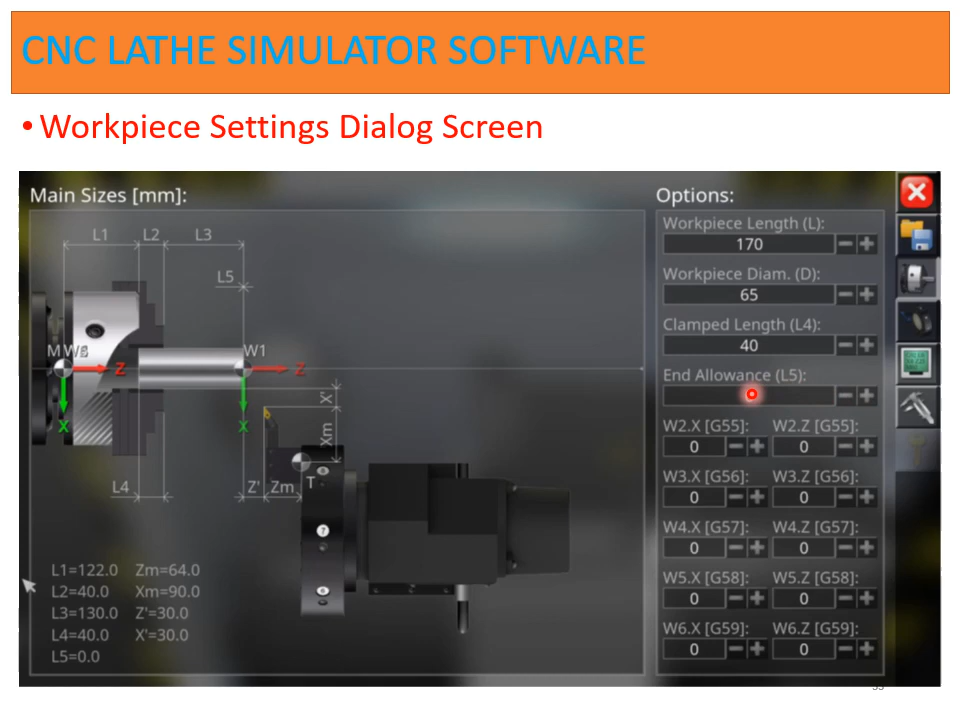 CNC LATHE SIMULATOR SOFTWARE
• Workpiece Settings Dialog Screen
Main Sizes [mm]:
Options:
L1 L2 L3
L5
M
W1
Z Z
X X
X'
Xm
L4
Z' Zm
T
L1=122.0 Zm=64.0
L2=40.0 Xm=90.0
L3=130.0 Z'=30.0
L4=40.0 X'=30.0
L5=0.0
Workpiece Length (L):
170
Workpiece Diam. (D):
65
Clamped Length (L4):
40
End Allowance (L5):
W2.X [G55]: W2.Z [G55]:
0 0
W3.X [G56]: W3.Z [G56]:
0 0
W4.X [G57]: W4.Z [G57]:
0 0
W5.X [G58]: W5.Z [G58]:
0 0
W6.X [G59]: W6.Z [G59]:
0 0